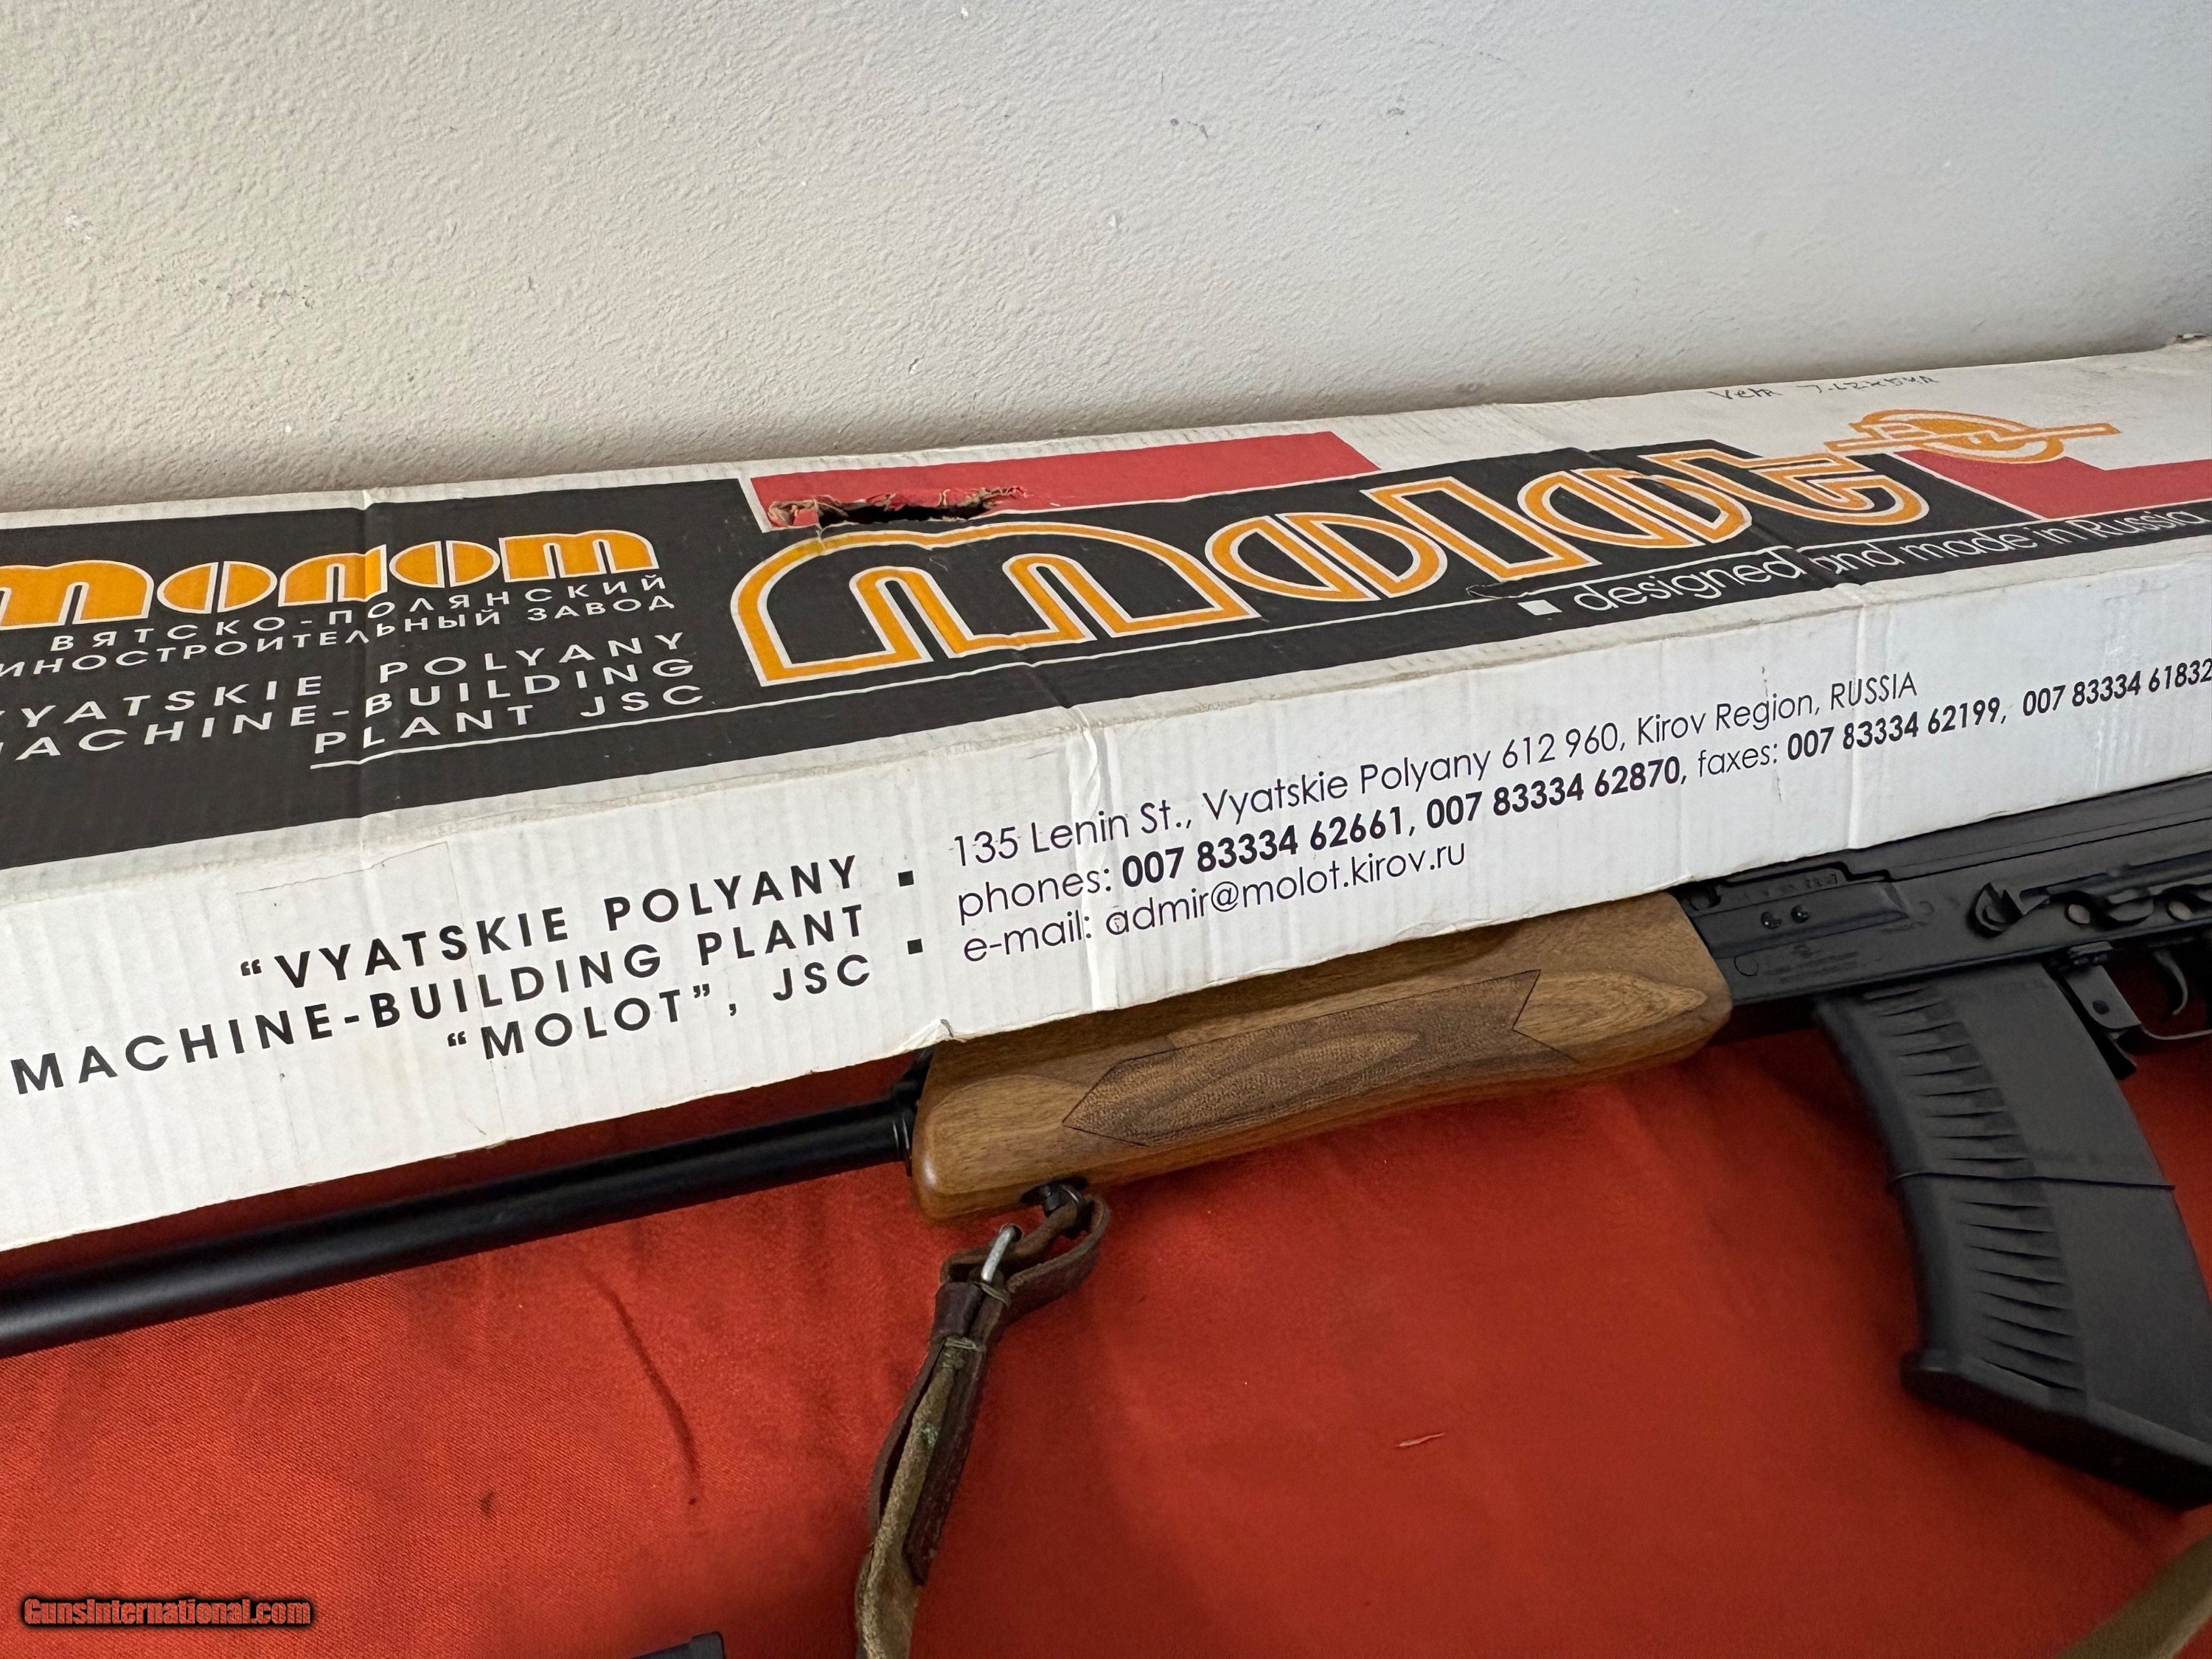 молот
ВЯТСКО-ПОЛЯНСКИЙ
ИНОСТРОИТЕЛЬНЫЙ ЗАВОД
VYATSKIE POLYANY
MACHINE-BUILDING
PLANT JSC
molot
designed and made in Russia
"VYATSKIE POLYANY
MACHINE-BUILDING PLANT
"MOLOT", JSC
135 Lenin St., Vyatskie Polyany 612 960, Kirov Region, RUSSIA
phones: 007 83334 62661, 007 83334 62870, faxes: 007 83334 62199, 007 83334 61832
e-mail: admir@molot.kirov.ru
GunsInternational.com